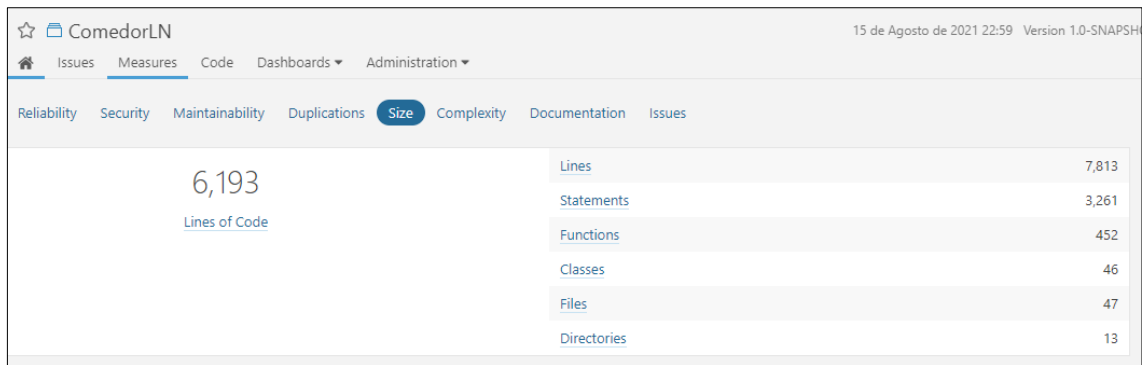 ComedorLN
15 de Agosto de 2021 22:59 Version 1.0-SNAPSHO
Issues Measures Code Dashboards Administration
Reliability Security Maintainability Duplications Size Complexity Documentation Issues
6,193
Lines of Code
Lines 7,813
Statements 3,261
Functions 452
Classes 46
Files 47
Directories 13